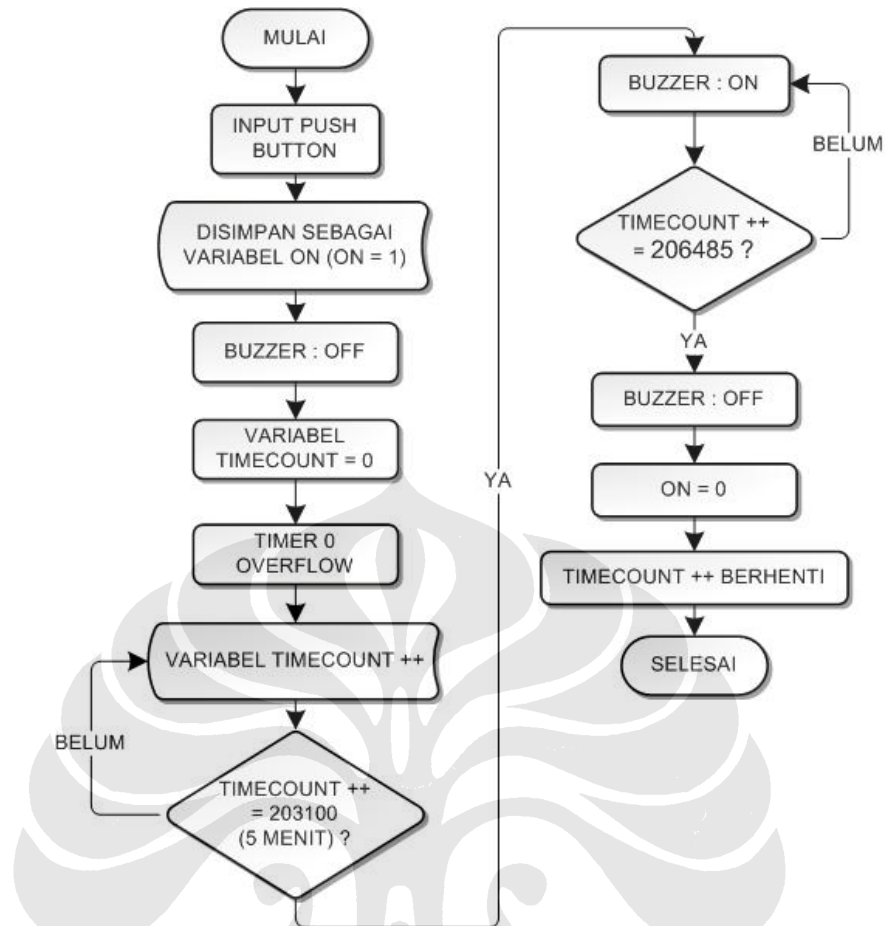 MULAI
INPUT PUSH
BUTTON
DISIMPAN SEBAGAI
VARIABEL ON (ON = 1)
BUZZER : OFF
VARIABEL
TIMECOUNT = 0
TIMER 0
OVERFLOW
VARIABEL TIMECOUNT ++
BELUM
TIMECOUNT ++
= 203100
(5 MENIT) ?
YA
BUZZER : ON
BELUM
TIMECOUNT ++
= 206485 ?
YA
BUZZER : OFF
ON = 0
TIMECOUNT ++ BERHENTI
SELESAI